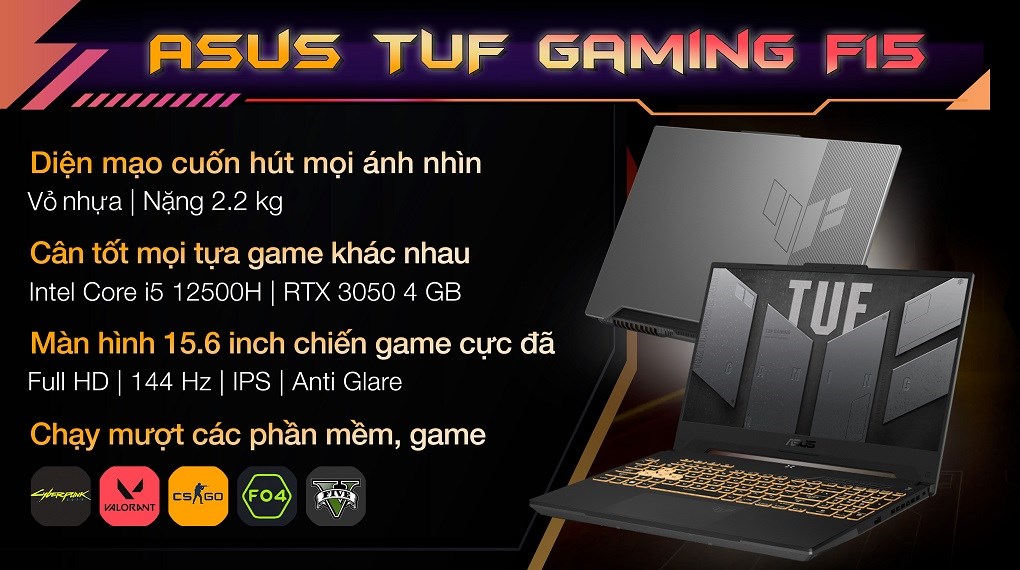 ASUS TUF GAMING F15
Diện mạo cuốn hút mọi ánh nhìn
Vỏ nhựa | Nặng 2.2 kg
Cân tốt mọi tựa game khác nhau
Intel Core i5 12500H | RTX 3050 4 GB
Màn hình 15.6 inch chiến game cực đã
Full HD | 144 Hz | IPS | Anti Glare
Chạy mượt các phần mềm, game
CYBERPUNK
VALORANT
CS GO
FO4
V
FIVE
TUF
GAMING
ASUS